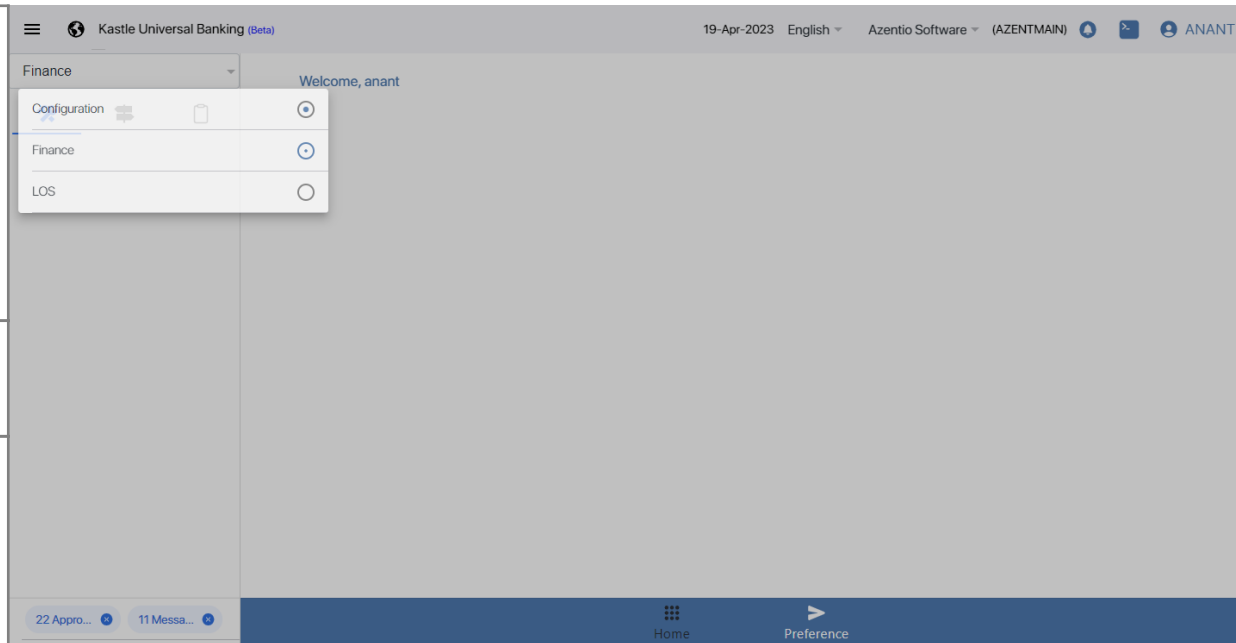 Kastle Universal Banking (Beta)
19-Apr-2023 English Azentio Software (AZENTMAIN) ANANT
Finance
Welcome, anant
Configuration
Finance
LOS
22 Appro... 11 Messa...
Home Preference